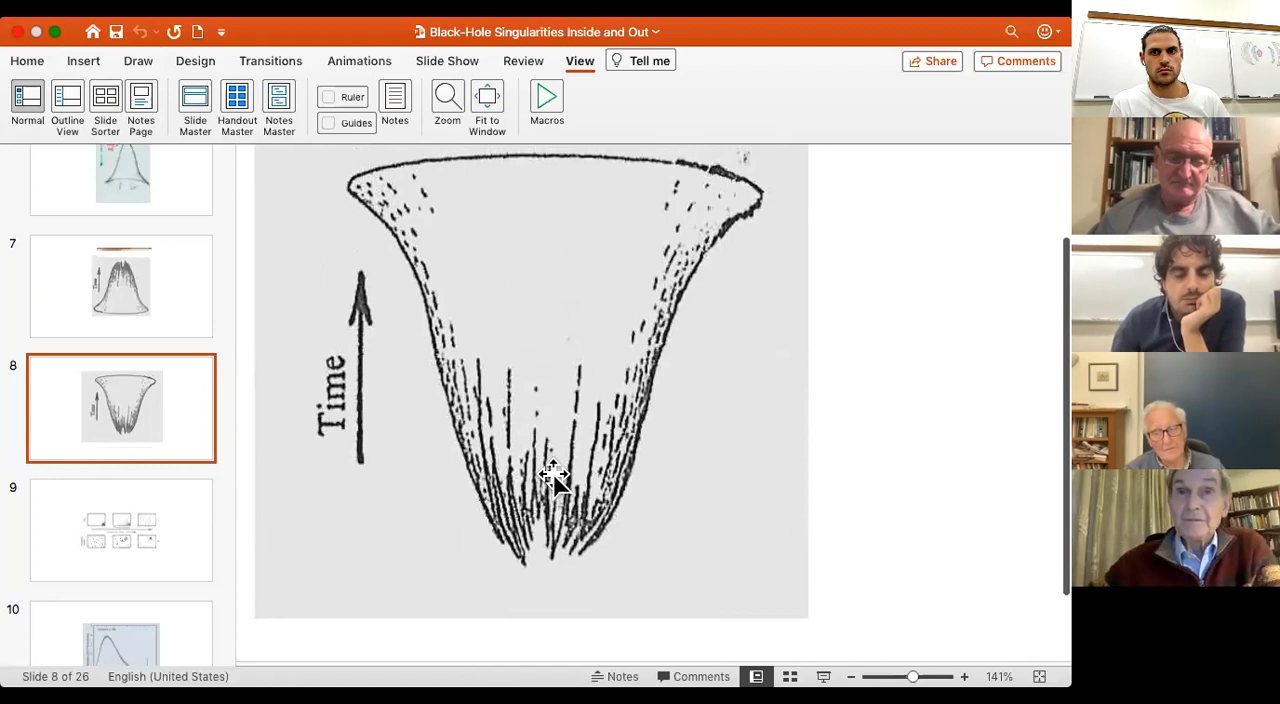 Black-Hole Singularities Inside and Out
Home Insert Draw Design Transitions Animations Slide Show Review View Tell me Share Comments
Normal Outline View Slide Sorter Notes Page Slide Master Handout Master Notes Master Ruler Guides Notes Zoom Fit to Window Macros
7
8
9
10
Time
Slide 8 of 28 English (United States) Notes Comments 141%